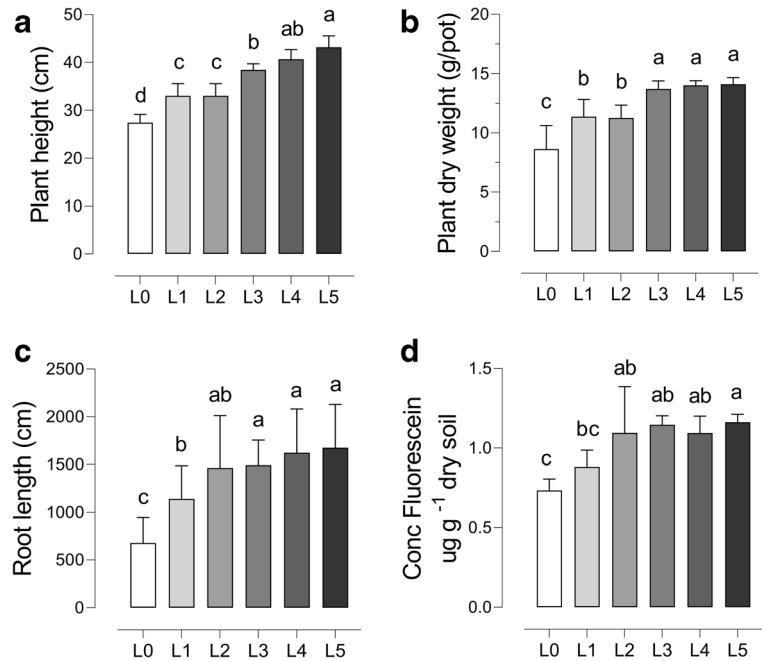 a
Plant height (cm)
50
40
30
20
10
0
d
c
c
b
ab
a
L0 L1 L2 L3 L4 L5
b
Plant dry weight (g/pot)
20
15
10
5
0
c
b
b
a
a
a
L0 L1 L2 L3 L4 L5
c
Root length (cm)
2500
2000
1500
1000
500
0
c
b
ab
a
a
a
L0 L1 L2 L3 L4 L5
d
Conc Fluorescein
ug g -1 dry soil
1.5
1.0
0.5
0.0
c
bc
ab
ab
ab
a
L0 L1 L2 L3 L4 L5